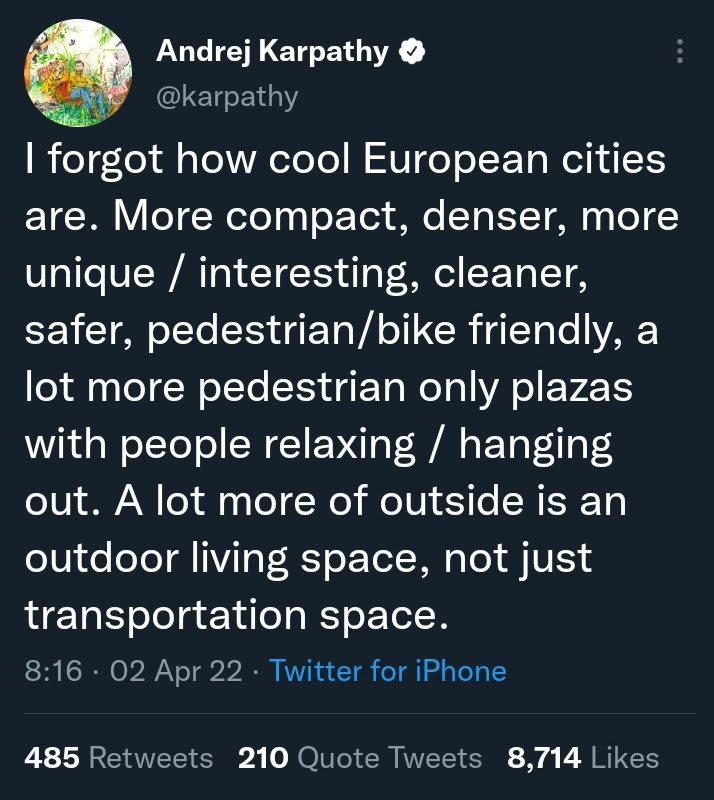 Andrej Karpathy
@karpathy
I forgot how cool European cities
are. More compact, denser, more
unique / interesting, cleaner,
safer, pedestrian/bike friendly, a
lot more pedestrian only plazas
with people relaxing / hanging
out. A lot more of outside is an
outdoor living space, not just
transportation space.
8:16 · 02 Apr 22 · Twitter for iPhone
485 Retweets 210 Quote Tweets 8,714 Likes